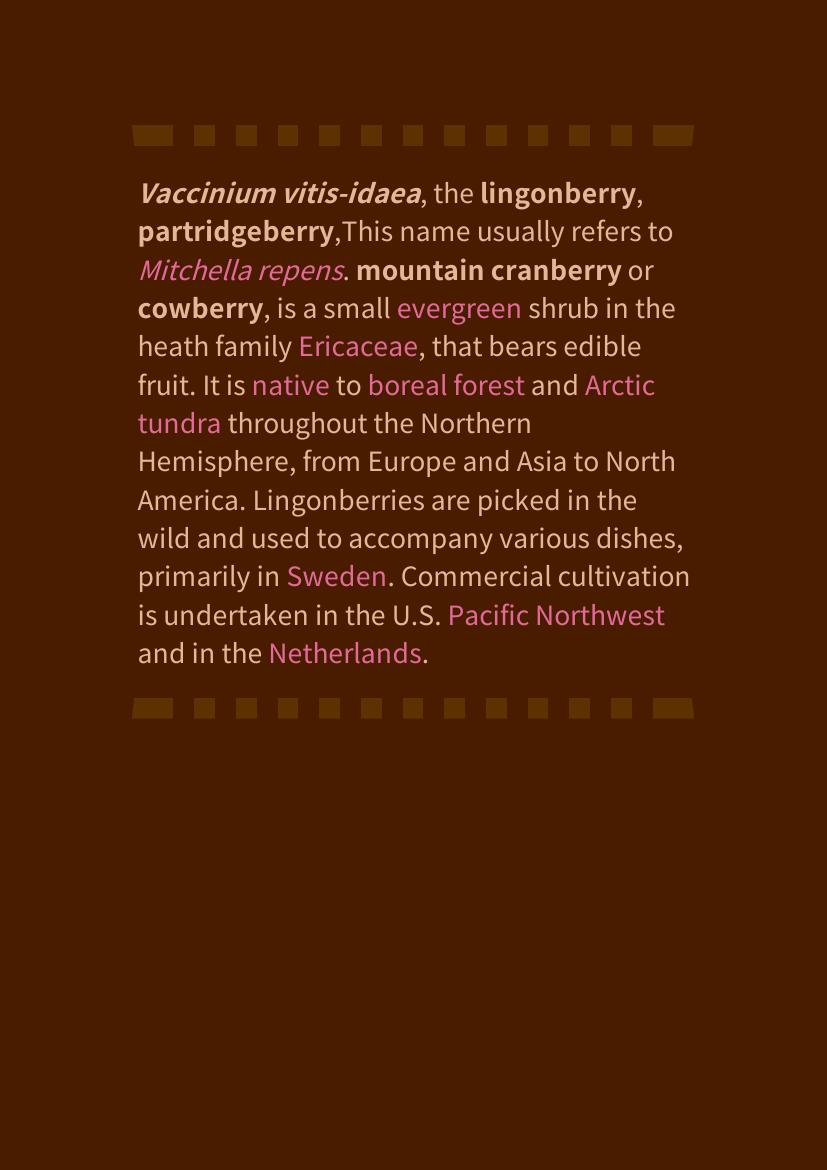 Vaccinium vitis-idaea, the lingonberry,
partridgeberry,This name usually refers to
Mitchella repens. mountain cranberry or
cowberry, is a small evergreen shrub in the
heath family Ericaceae, that bears edible
fruit. It is native to boreal forest and Arctic
tundra throughout the Northern
Hemisphere, from Europe and Asia to North
America. Lingonberries are picked in the
wild and used to accompany various dishes,
primarily in Sweden. Commercial cultivation
is undertaken in the U.S. Pacific Northwest
and in the Netherlands.